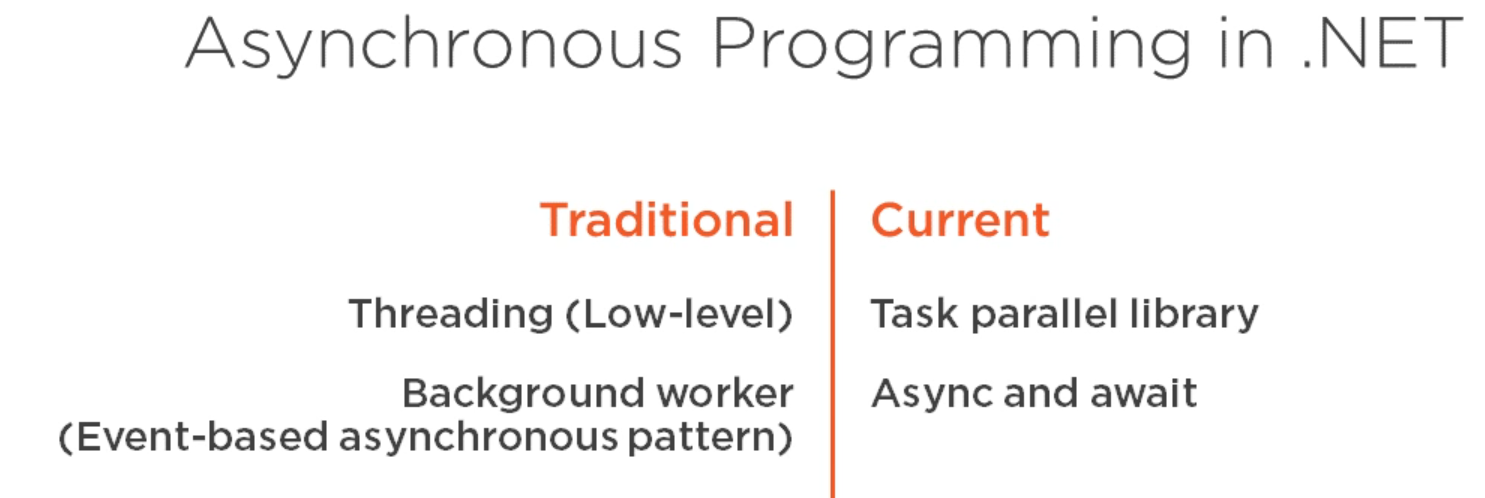 Asynchronous Programming in .NET
Traditional
Threading (Low-level)
Background worker
(Event-based asynchronous pattern)
Current
Task parallel library
Async and await